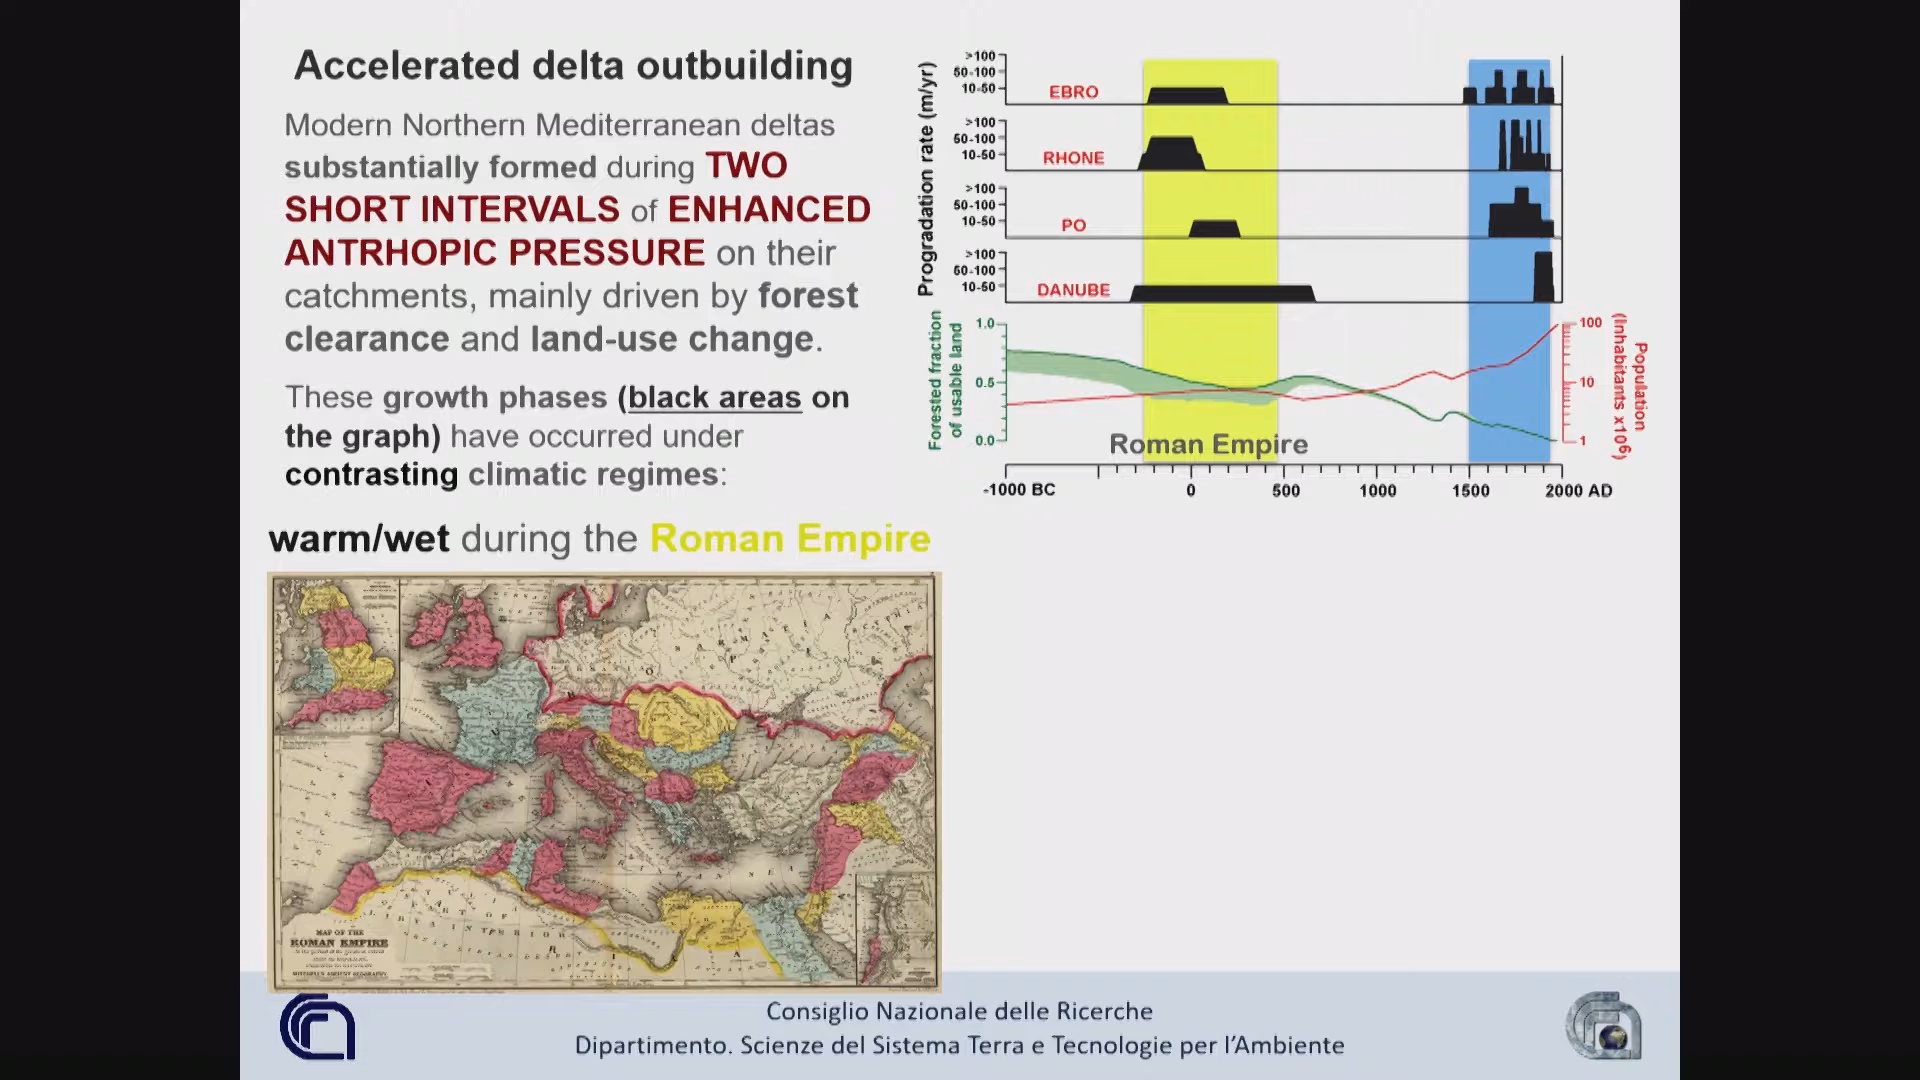 Accelerated delta outbuilding
Modern Northern Mediterranean deltas
substantially formed during TWO
SHORT INTERVALS of ENHANCED
ANTRHOPIC PRESSURE on their
catchments, mainly driven by forest
clearance and land-use change.
These growth phases (black areas on
the graph) have occurred under
contrasting climatic regimes:
warm/wet during the Roman Empire
Progradation rate (m/yr)
>100
50-100
10-50
EBRO
>100
50-100
10-50
RHONE
>100
50-100
10-50
PO
>100
50-100
10-50
DANUBE
Forested fraction
of usable land
1.0
0.5
0.0
Roman Empire
100
10
1
Population
(Inhabitants x10⁶)
-1000 BC
0
500
1000
1500
2000 AD
MAP OF THE
ROMAN EMPIRE
MITCHELL'S ANCIENT GEOGRAPHY
Consiglio Nazionale delle Ricerche
Dipartimento. Scienze del Sistema Terra e Tecnologie per l'Ambiente